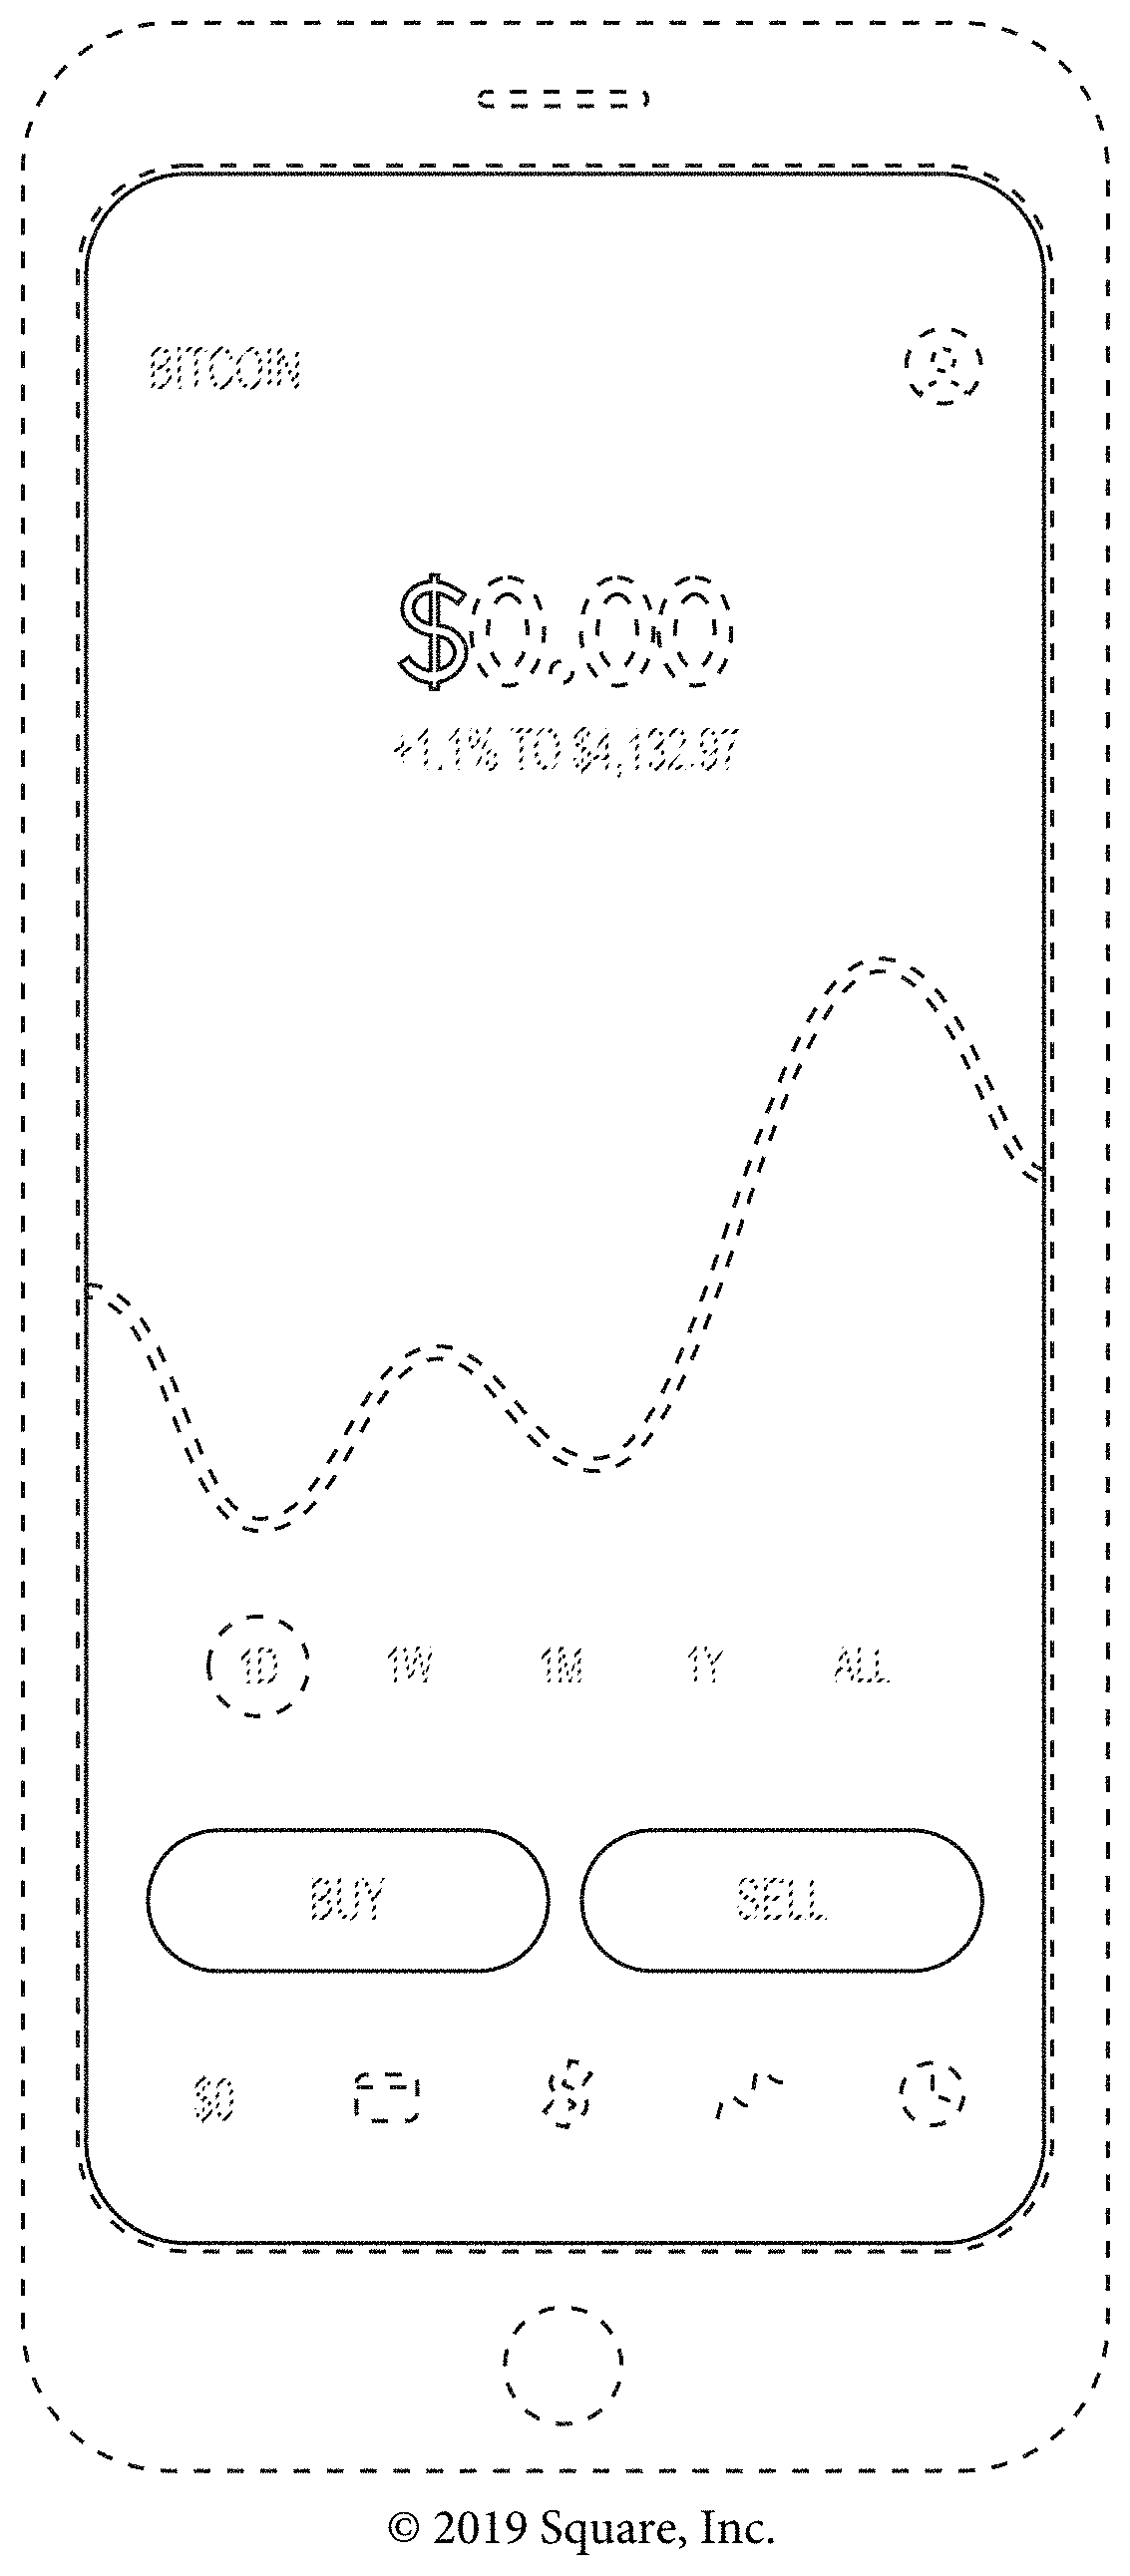 BITCOIN
$0.00
+1.1% TO $4,132.97
1D 1W 1M 1Y ALL
BUY SELL
$0 $
© 2019 Square, Inc.